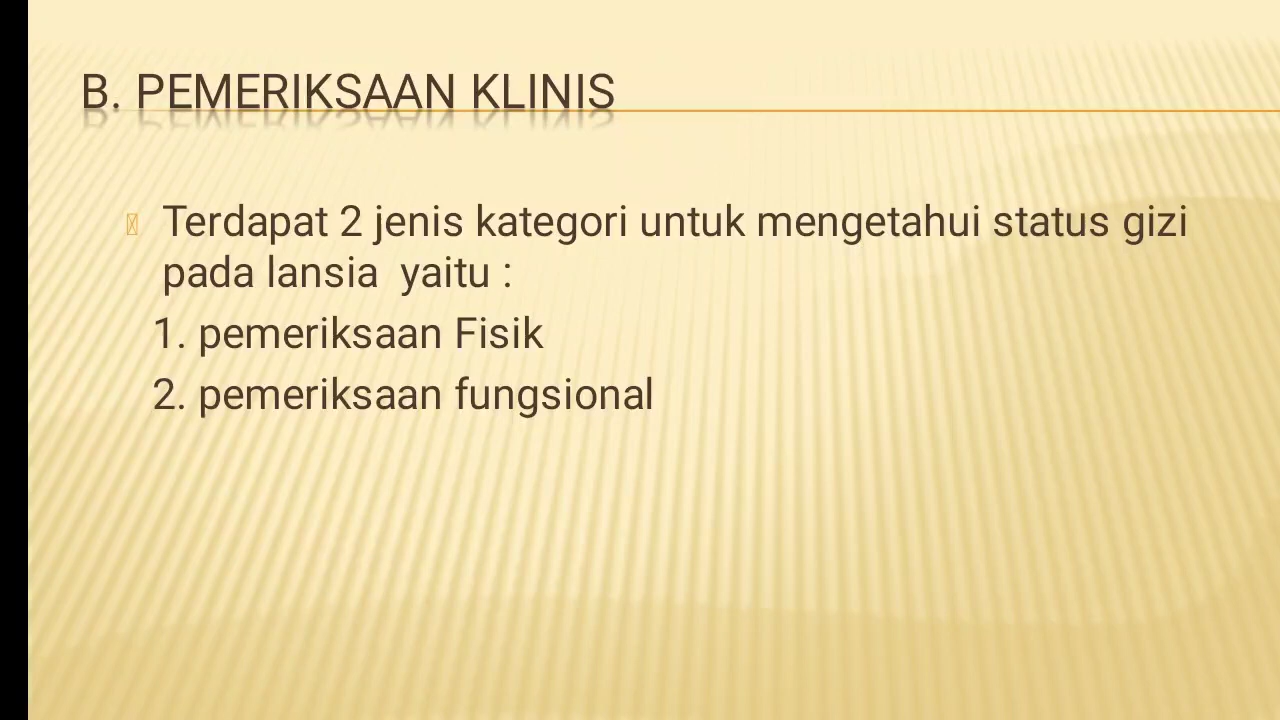 B. PEMERIKSAAN KLINIS
Terdapat 2 jenis kategori untuk mengetahui status gizi
pada lansia  yaitu :
1. pemeriksaan Fisik
2. pemeriksaan fungsional